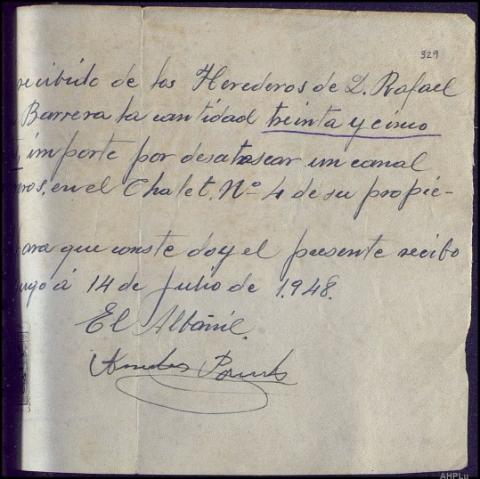 329
recibido de los Herederos de D. Rafael
Barrera la cantidad treinta y cinco
importe por desatrascar un canal
en el Chalet. Nº 4 de su propie-
ara que conste doy el presente recibo
14 de Julio de 1.948.
El Albañil.
AHPLu